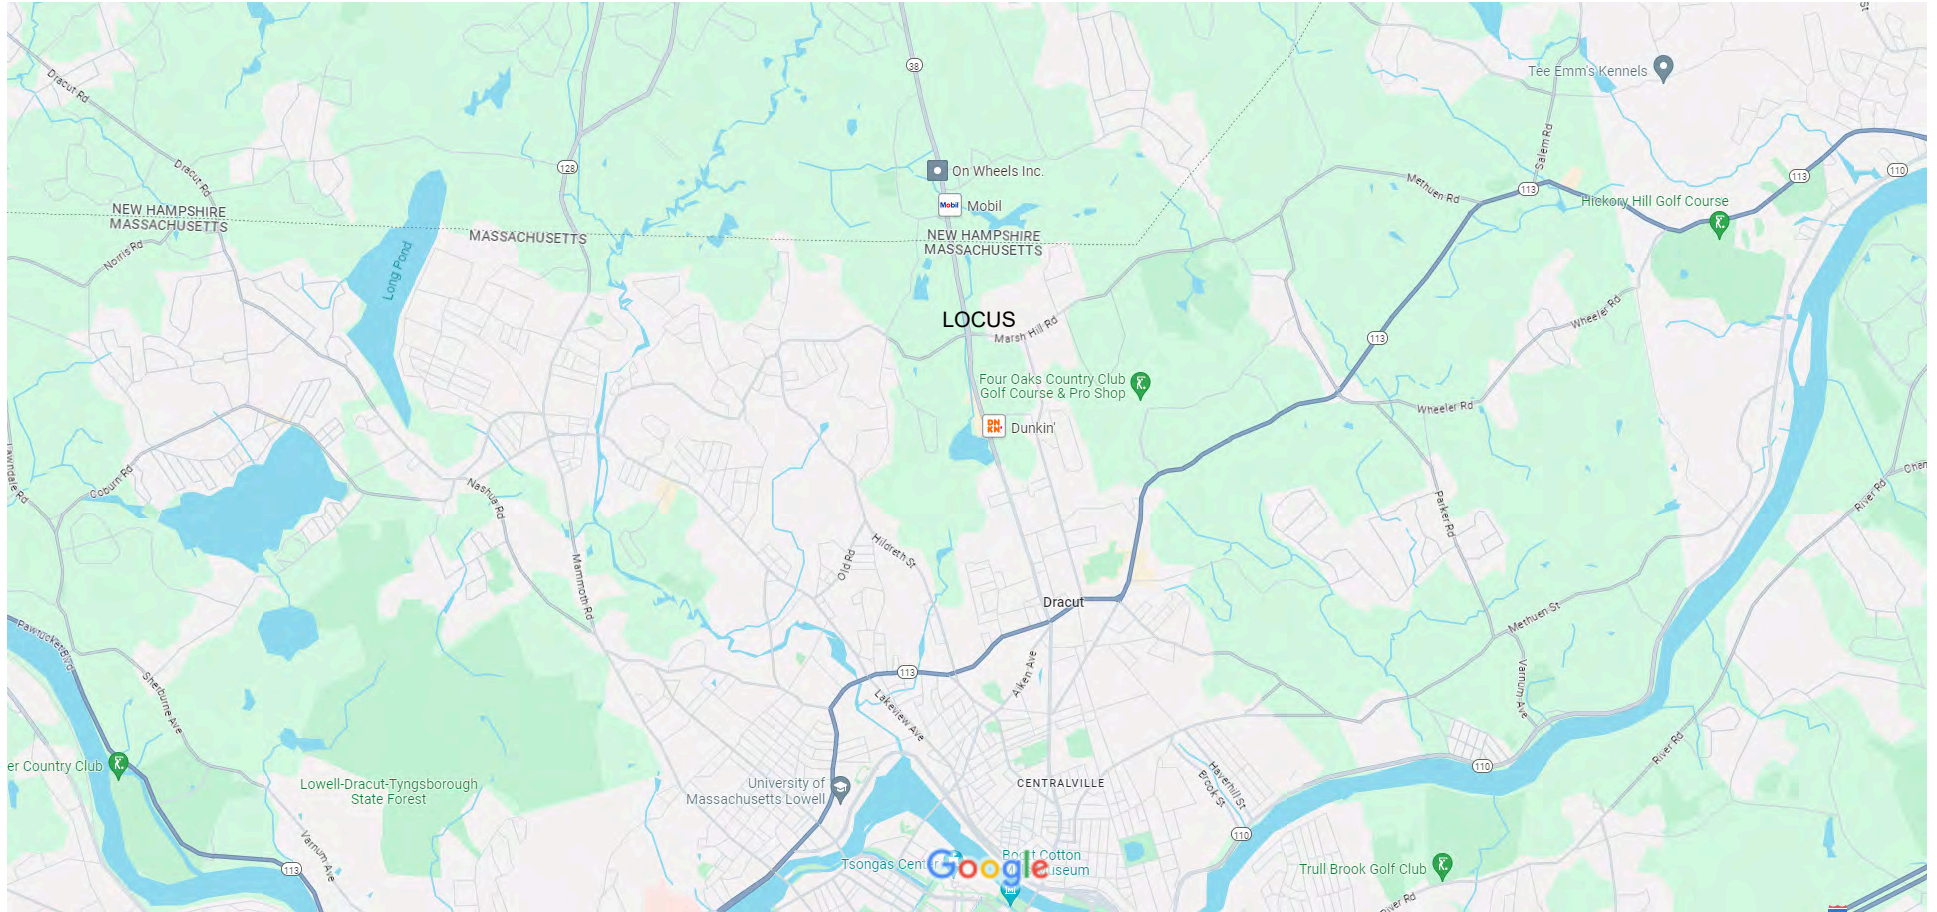 38
Tee Emm's Kennels
Dracut Rd
Salem Rd
128
Dracut Rd
On Wheels Inc.
113
110
Methuen Rd
113
Mobil
Mobil
Hickory Hill Golf Course
NEW HAMPSHIRE
MASSACHUSETTS
MASSACHUSETTS
NEW HAMPSHIRE
MASSACHUSETTS
Norris Rd
Long Pond
LOCUS
Marsh Hill Rd
Wheeler Rd
113
Four Oaks Country Club
Golf Course & Pro Shop
Wheeler Rd
DN
KN'
Dunkin'
Coburn Rd
Nashua Rd
Parker Rd
River Rd
Hildreth St
Old Rd
Mammoth Rd
Dracut
Methuen St
Pawtucket Blvd
Sherburne Ave
113
Aiken Ave
Varnum Ave
Lakeview Ave
River Rd
110
er Country Club
Lowell-Dracut-Tyngsborough
State Forest
University of
Massachusetts Lowell
CENTRALVILLE
Haverhill St
Brook St
110
Varnum Ave
113
Tsongas Center
Google
Trull Brook Golf Club
River Rd